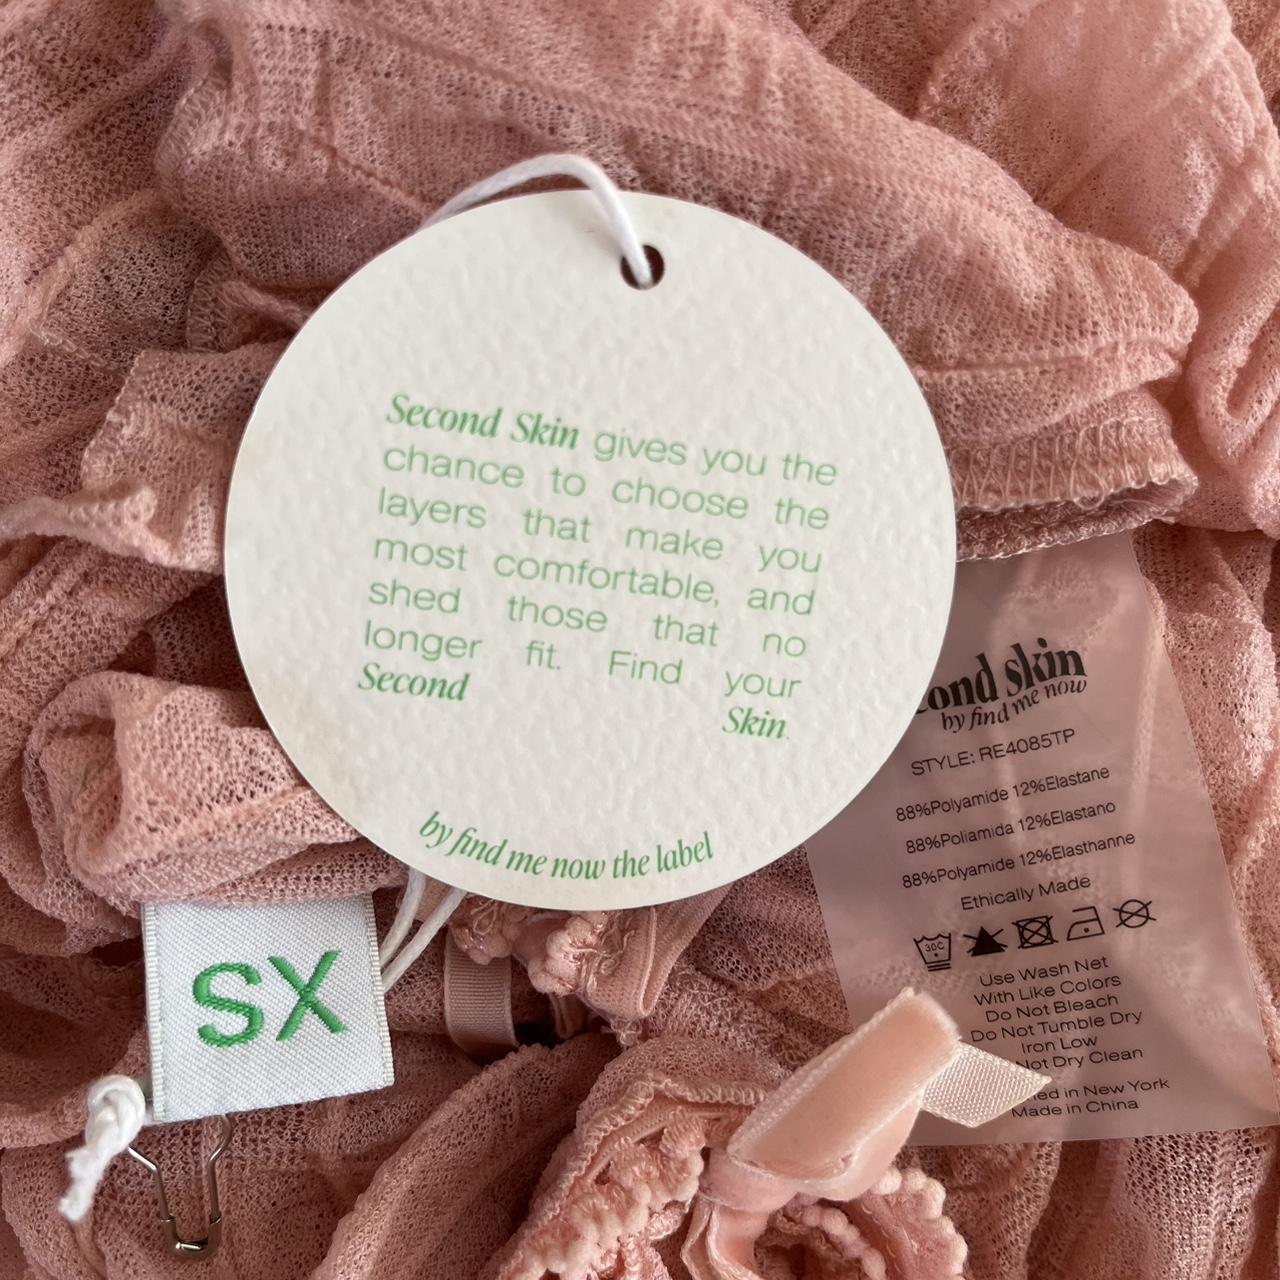 Second Skin gives you the
chance to choose the
layers that make you
most comfortable, and
shed those that no
longer fit. Find your
Second
Skin.
by find me now the label
SX
ond skin
by find me now
STYLE: RE4085TP
88%Polyamide 12%Elastane
88%Poliamida 12%Elastano
88%Polyamide 12%Elasthanne
Ethically Made
30C
Use Wash Net
With Like Colors
Do Not Bleach
Do Not Tumble Dry
Iron Low
Not Dry Clean
ned in New York
Made in China